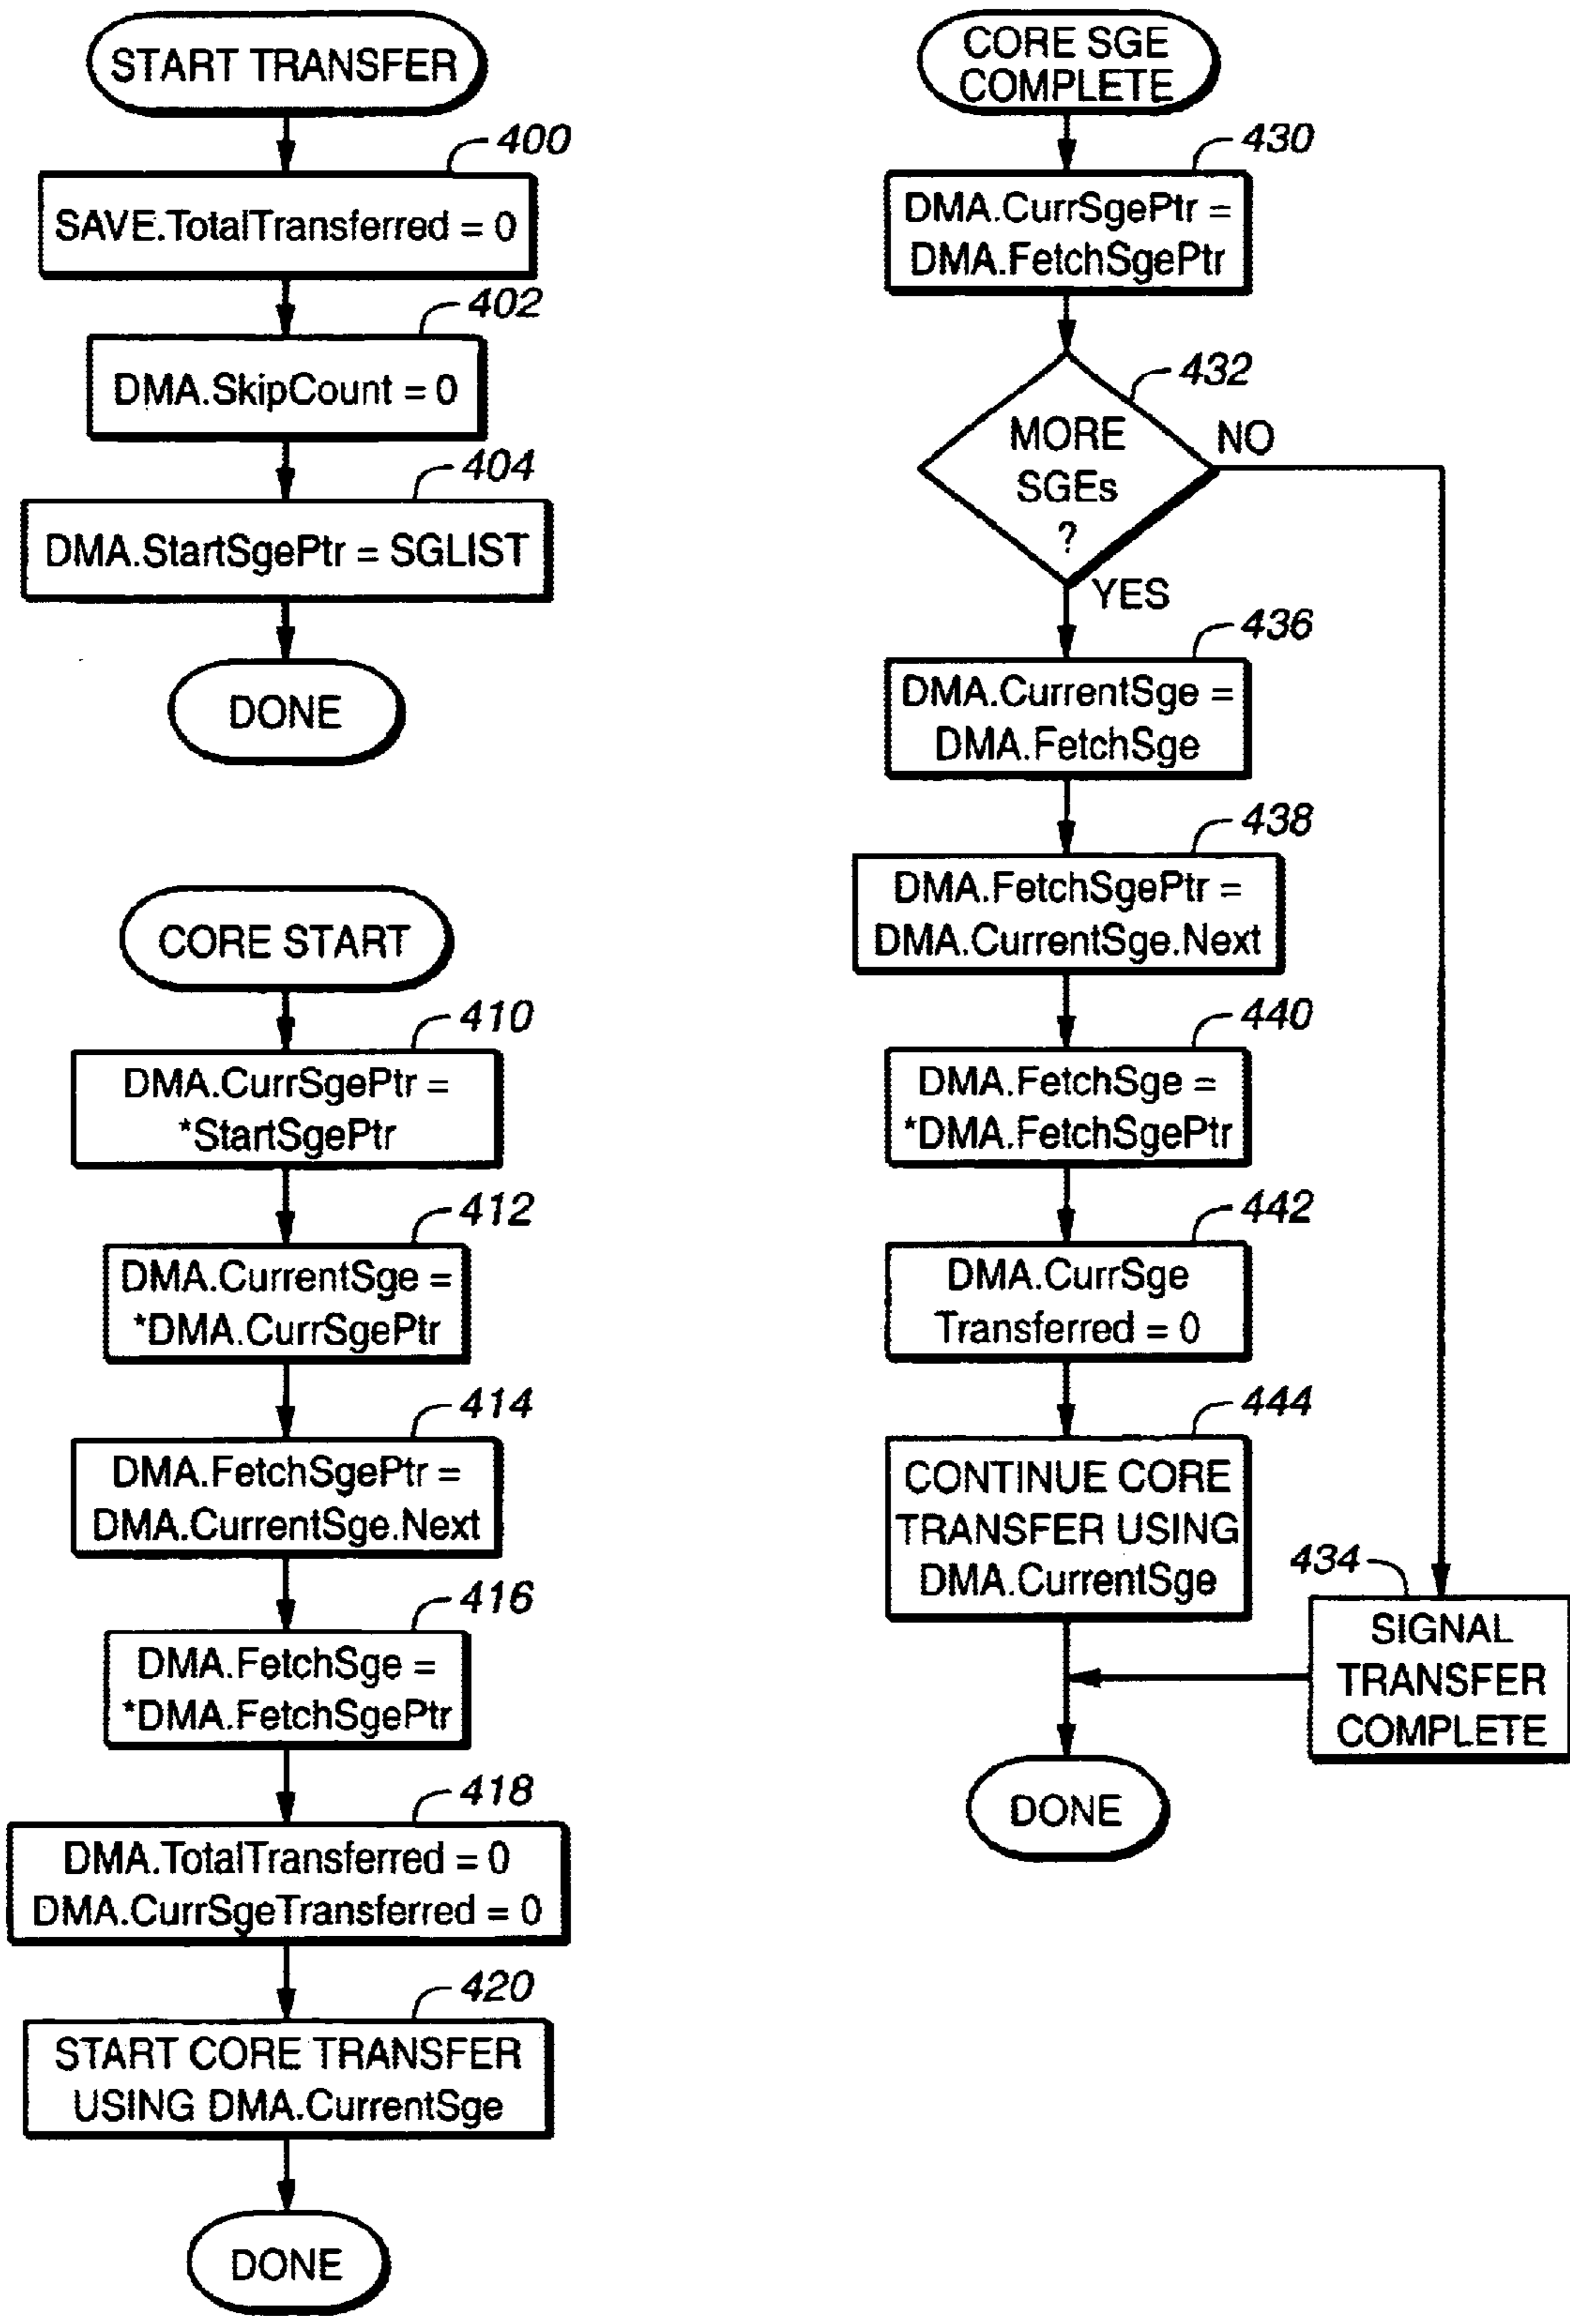 START TRANSFER
400
SAVE.TotalTransferred = 0
402
DMA.SkipCount = 0
404
DMA.StartSgePtr = SGLIST
DONE
CORE START
410
DMA.CurrSgePtr =
*StartSgePtr
412
DMA.CurrentSge =
*DMA.CurrSgePtr
414
DMA.FetchSgePtr =
DMA.CurrentSge.Next
416
DMA.FetchSge =
*DMA.FetchSgePtr
418
DMA.TotalTransferred = 0
DMA.CurrSgeTransferred = 0
420
START CORE TRANSFER
USING DMA.CurrentSge
DONE
CORE SGE
COMPLETE
430
DMA.CurrSgePtr =
DMA.FetchSgePtr
432
MORE
SGEs
?
NO
YES
436
DMA.CurrentSge =
DMA.FetchSge
438
DMA.FetchSgePtr =
DMA.CurrentSge.Next
440
DMA.FetchSge =
*DMA.FetchSgePtr
442
DMA.CurrSge
Transferred = 0
444
CONTINUE CORE
TRANSFER USING
DMA.CurrentSge
434
SIGNAL
TRANSFER
COMPLETE
DONE